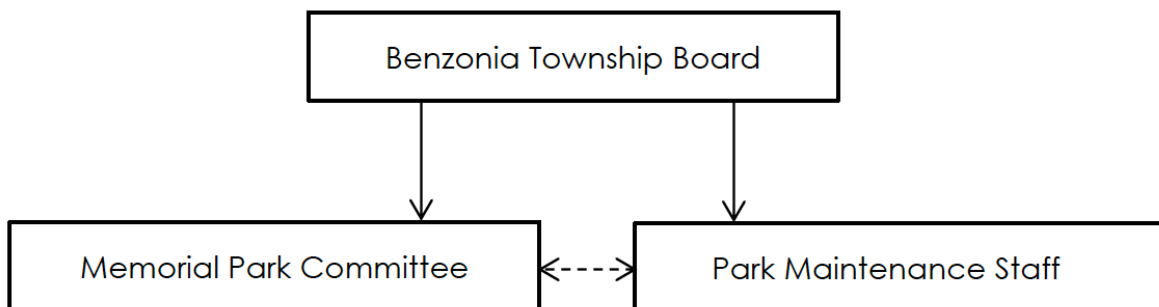 Benzonia Township Board
Memorial Park Committee
Park Maintenance Staff